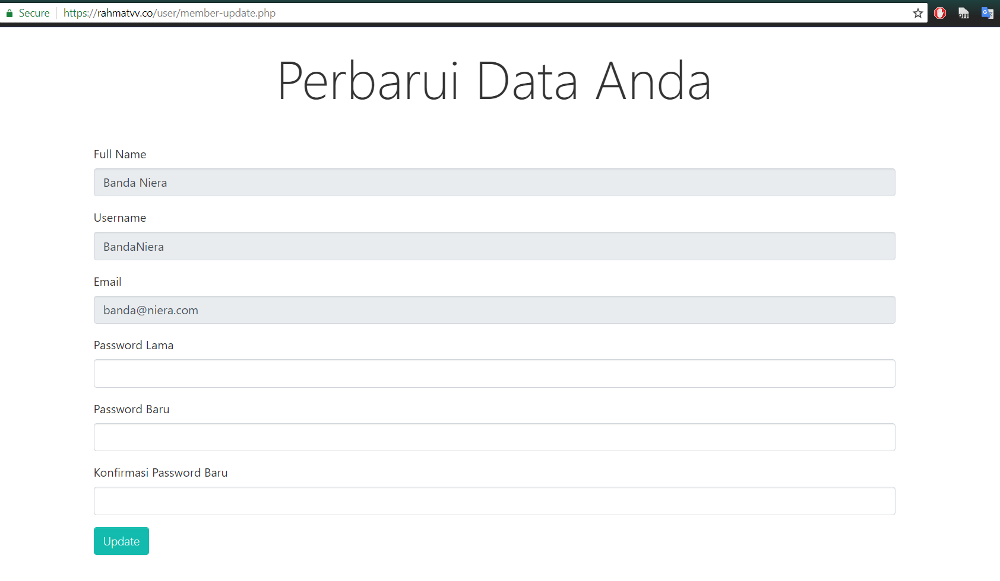 Secure https://rahmatvv.co/user/member-update.php
OFF
G
Perbarui Data Anda
Full Name
Banda Niera
Username
BandaNiera
Email
banda@niera.com
Password Lama
Password Baru
Konfirmasi Password Baru
Update